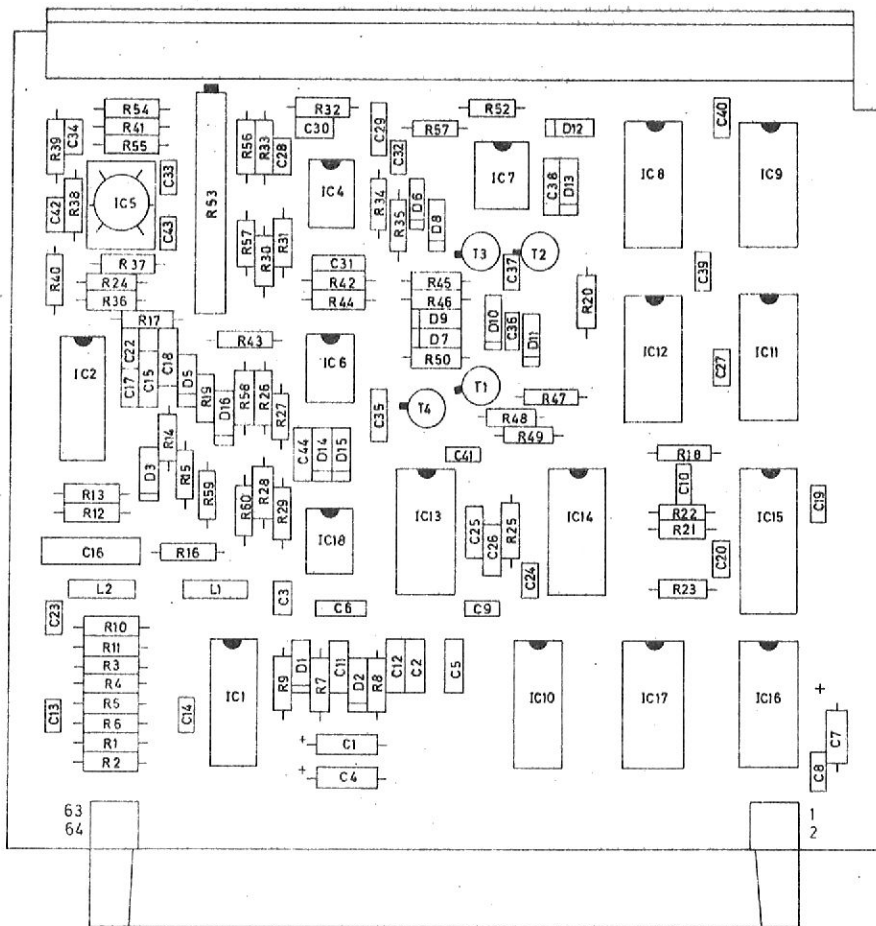 R54
R32
R52
C40
R41
C30
C29
R57
D12
R39
C34
R55
R56
R33
C28
C32
IC8
IC9
IC5
C33
R53
IC4
IC7
C38
D13
C42
R38
C43
R34
R35
D6
D8
R57
R30
R31
T3
T2
R40
R37
C31
C37
C39
R24
R42
R45
R20
R36
R44
R46
R17
D9
D10
C36
D11
IC12
IC11
IC2
C22
C18
R43
IC6
D7
R50
C27
C17
C15
D5
R19
D16
R58
R26
R27
C35
T4
T1
R47
R48
R14
R49
D3
R15
R59
C44
D14
D15
C41
R18
R13
R60
R28
R29
IC13
C25
C26
R25
IC14
C10
IC15
C19
R12
R22
R21
C16
R16
IC18
C24
C20
L2
L1
C3
R23
C23
C6
C9
R10
R11
R3
R4
R5
R6
R1
R2
C13
C14
IC1
R9
D1
R7
C11
D2
R8
C12
C2
C5
IC10
IC17
IC16
+
C7
C8
+
C1
+
C4
63
64
1
2